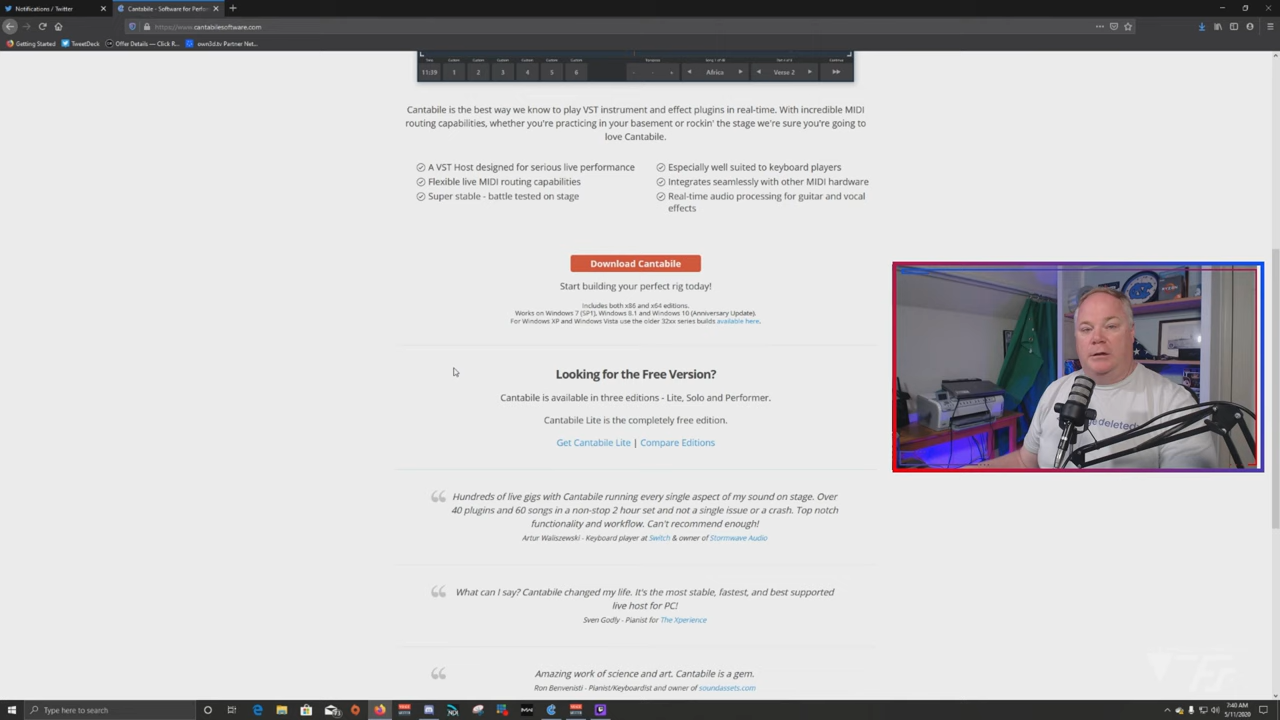 Notifications / Twitter
Cantabile - Software for Perfor
https://www.cantabilesoftware.com
Getting Started
TweetDeck
Offer Details — Click R...
own3d.tv Partner Net...
11:39
1
2
3
4
5
6
Africa
Verse 2
Cantabile is the best way we know to play VST instrument and effect plugins in real-time. With incredible MIDI
routing capabilities, whether you're practicing in your basement or rockin' the stage we're sure you're going to
love Cantabile.
A VST Host designed for serious live performance
Especially well suited to keyboard players
Flexible live MIDI routing capabilities
Integrates seamlessly with other MIDI hardware
Super stable - battle tested on stage
Real-time audio processing for guitar and vocal
effects
Download Cantabile
Start building your perfect rig today!
Includes both x86 and x64 editions.
Works on Windows 7 (SP1), Windows 8.1 and Windows 10 (Anniversary Update).
For Windows XP and Windows Vista use the older 32xx series builds available here.
Looking for the Free Version?
Cantabile is available in three editions - Lite, Solo and Performer.
Cantabile Lite is the completely free edition.
Get Cantabile Lite | Compare Editions
Hundreds of live gigs with Cantabile running every single aspect of my sound on stage. Over
40 plugins and 60 songs in a non-stop 2 hour set and not a single issue or a crash. Top notch
functionality and workflow. Can't recommend enough!
Artur Waliszewski - Keyboard player at Switch & owner of Stormwave Audio
What can I say? Cantabile changed my life. It's the most stable, fastest, and best supported
live host for PC!
Sven Godly - Pianist for The Xperience
Amazing work of science and art. Cantabile is a gem.
Ron Benvenisti - Pianist/Keyboardist and owner of soundassets.com
Type here to search
7:40 AM
5/11/2020